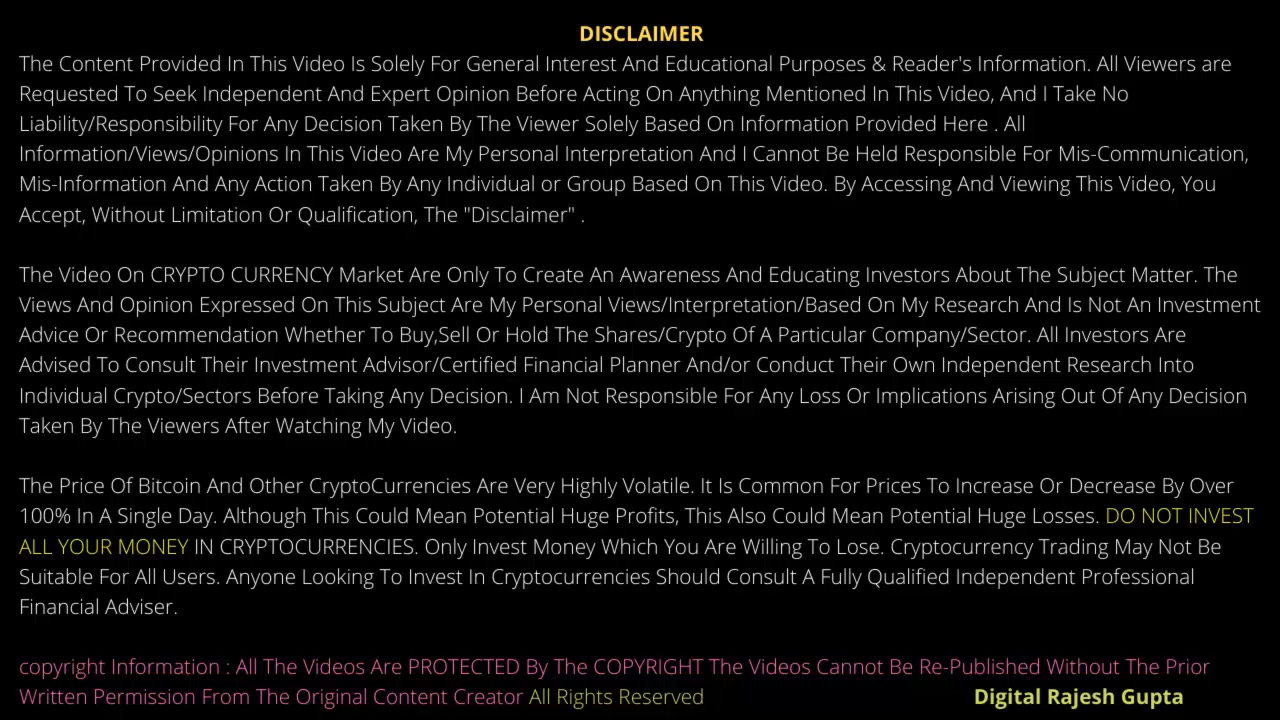 DISCLAIMER
The Content Provided In This Video Is Solely For General Interest And Educational Purposes & Reader's Information. All Viewers are
Requested To Seek Independent And Expert Opinion Before Acting On Anything Mentioned In This Video, And I Take No
Liability/Responsibility For Any Decision Taken By The Viewer Solely Based On Information Provided Here . All
Information/Views/Opinions In This Video Are My Personal Interpretation And I Cannot Be Held Responsible For Mis-Communication,
Mis-Information And Any Action Taken By Any Individual or Group Based On This Video. By Accessing And Viewing This Video, You
Accept, Without Limitation Or Qualification, The "Disclaimer" .
The Video On CRYPTO CURRENCY Market Are Only To Create An Awareness And Educating Investors About The Subject Matter. The
Views And Opinion Expressed On This Subject Are My Personal Views/Interpretation/Based On My Research And Is Not An Investment
Advice Or Recommendation Whether To Buy,Sell Or Hold The Shares/Crypto Of A Particular Company/Sector. All Investors Are
Advised To Consult Their Investment Advisor/Certified Financial Planner And/or Conduct Their Own Independent Research Into
Individual Crypto/Sectors Before Taking Any Decision. I Am Not Responsible For Any Loss Or Implications Arising Out Of Any Decision
Taken By The Viewers After Watching My Video.
The Price Of Bitcoin And Other CryptoCurrencies Are Very Highly Volatile. It Is Common For Prices To Increase Or Decrease By Over
100% In A Single Day. Although This Could Mean Potential Huge Profits, This Also Could Mean Potential Huge Losses. DO NOT INVEST
ALL YOUR MONEY IN CRYPTOCURRENCIES. Only Invest Money Which You Are Willing To Lose. Cryptocurrency Trading May Not Be
Suitable For All Users. Anyone Looking To Invest In Cryptocurrencies Should Consult A Fully Qualified Independent Professional
Financial Adviser.
copyright Information : All The Videos Are PROTECTED By The COPYRIGHT The Videos Cannot Be Re-Published Without The Prior
Written Permission From The Original Content Creator All Rights Reserved Digital Rajesh Gupta